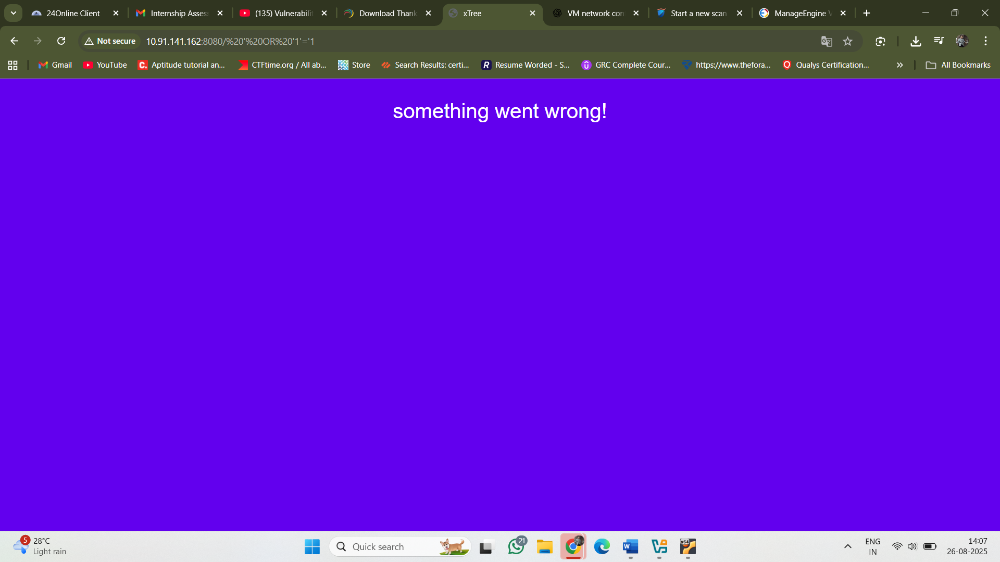 24Online Client
Internship Assess
(135) Vulnerabilit
Download Thank
xTree
VM network con
Start a new scan
ManageEngine V
Not secure
10.91.141.162:8080/%20'%20OR%20'1'='1
Gmail
YouTube
C.
Aptitude tutorial an...
CTFtime.org / All ab...
Store
Search Results: certi...
R
Resume Worded - S...
GRC Complete Cour...
https://www.thefora...
Qualys Certification...
All Bookmarks
something went wrong!
5
28°C
Light rain
Quick search
21
W
x64
ENG
IN
14:07
26-08-2025